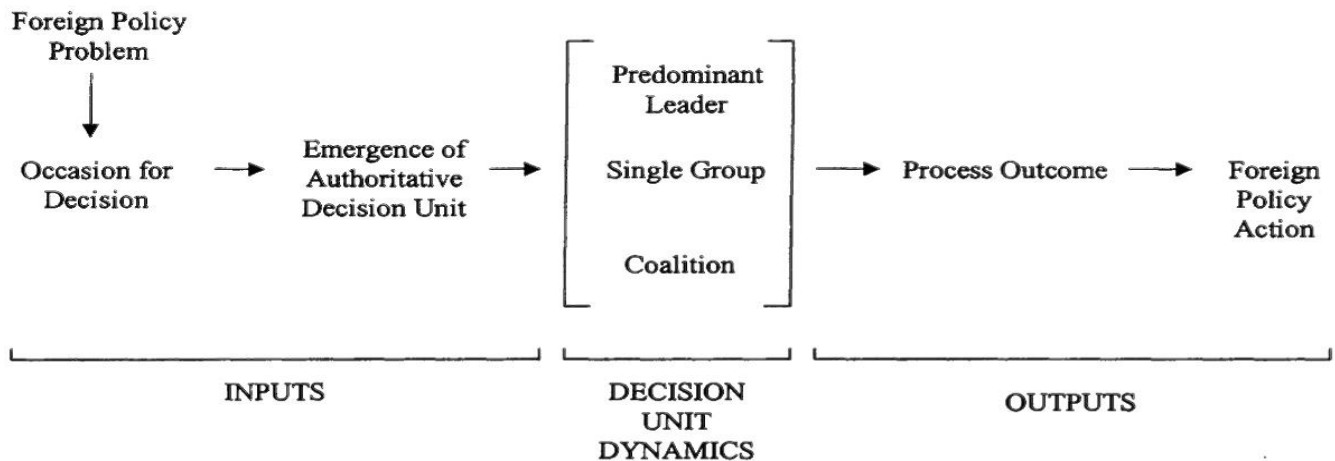 Foreign Policy
Problem
Occasion for
Decision
Emergence of
Authoritative
Decision Unit
Predominant
Leader
Single Group
Coalition
Process Outcome
Foreign
Policy
Action
INPUTS
DECISION
UNIT
DYNAMICS
OUTPUTS